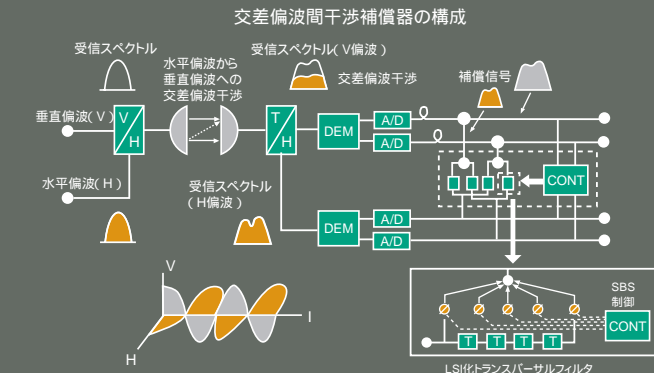 交差偏波間干渉補償器の構成
受信スペクトル
水平偏波から
垂直偏波への
交差偏波干渉
受信スペクトル(V偏波)
交差偏波干渉
補償信号
垂直偏波(V)
V/H
T/H
DEM
A/D
A/D
水平偏波(H)
受信スペクトル
(H偏波)
CONT
DEM
A/D
A/D
V
I
H
SBS
制御
CONT
T
T
T
T
LSI化トランスバーサルフィルタ